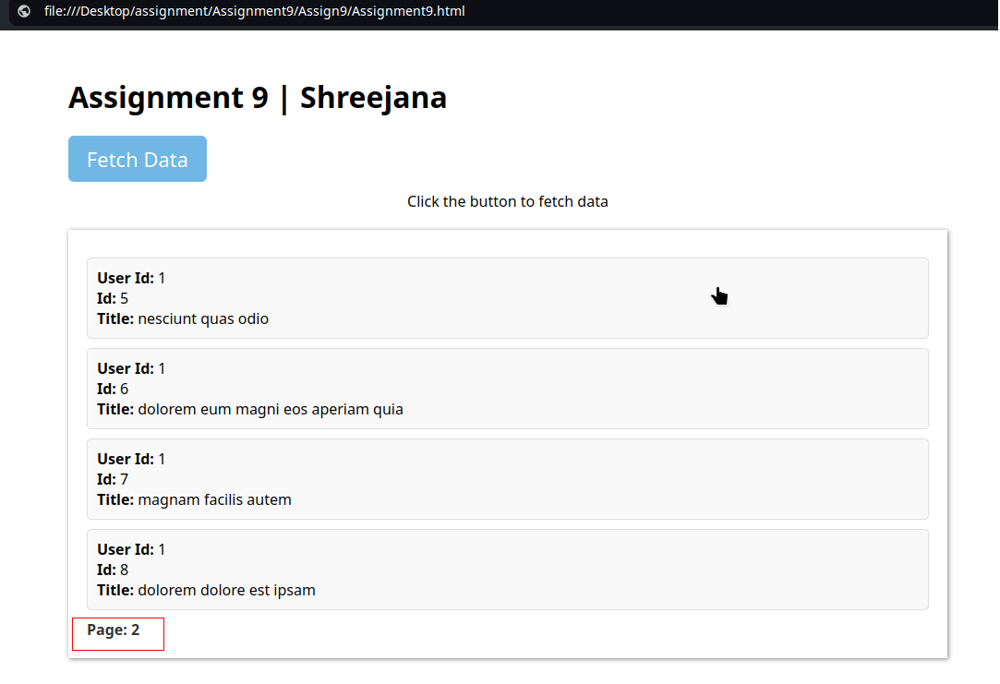 file:///Desktop/assignment/Assignment9/Assign9/Assignment9.html
Assignment 9 | Shreejana
Fetch Data
Click the button to fetch data
User Id: 1
Id: 5
Title: nesciunt quas odio
User Id: 1
Id: 6
Title: dolorem eum magni eos aperiam quia
User Id: 1
Id: 7
Title: magnam facilis autem
User Id: 1
Id: 8
Title: dolorem dolore est ipsam
Page: 2